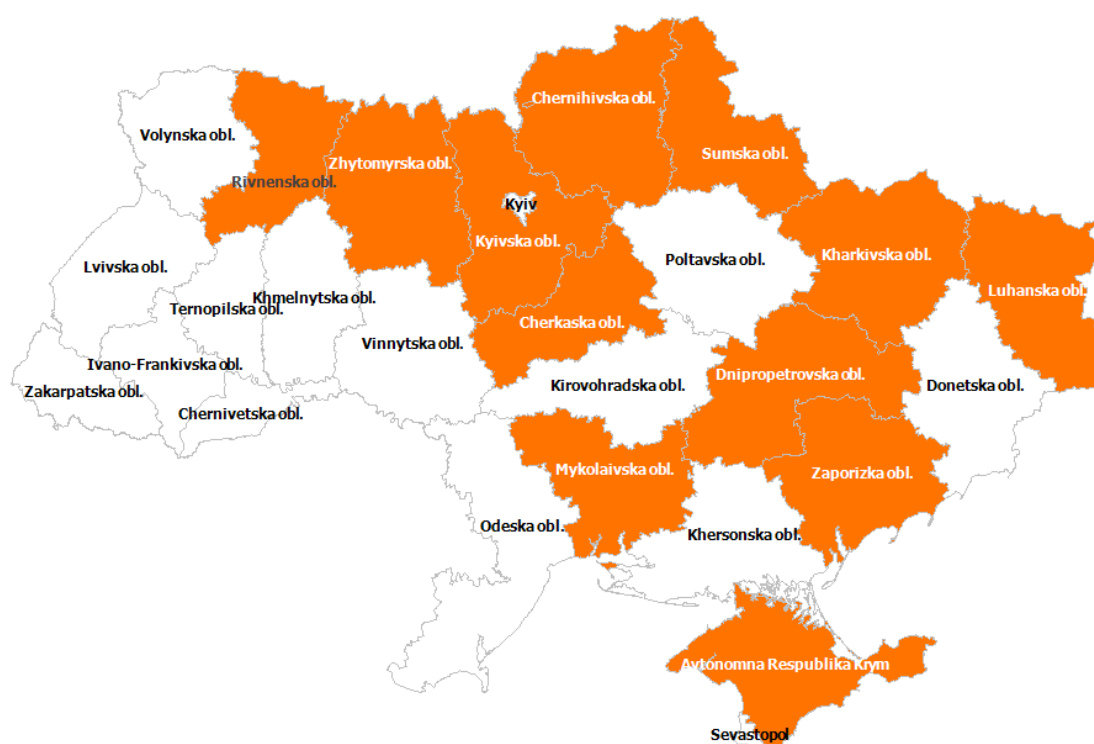 Chernihivska obl.
Volynska obl.
Sumska obl.
Zhytomyrska obl.
Rivnenska obl.
Kyiv
Kyivska obl.
Kharkivska obl.
Poltavska obl.
Lvivska obl.
Luhanska obl.
Khmelnytska obl.
Ternopilska obl.
Cherkaska obl.
Vinnytska obl.
Ivano-Frankivska obl.
Dnipropetrovska obl.
Kirovohradska obl.
Donetska obl.
Zakarpatska obl.
Chernivetska obl.
Mykolaivska obl.
Zaporizka obl.
Odeska obl.
Khersonska obl.
Avtonomna Respublika Krym
Sevastopol